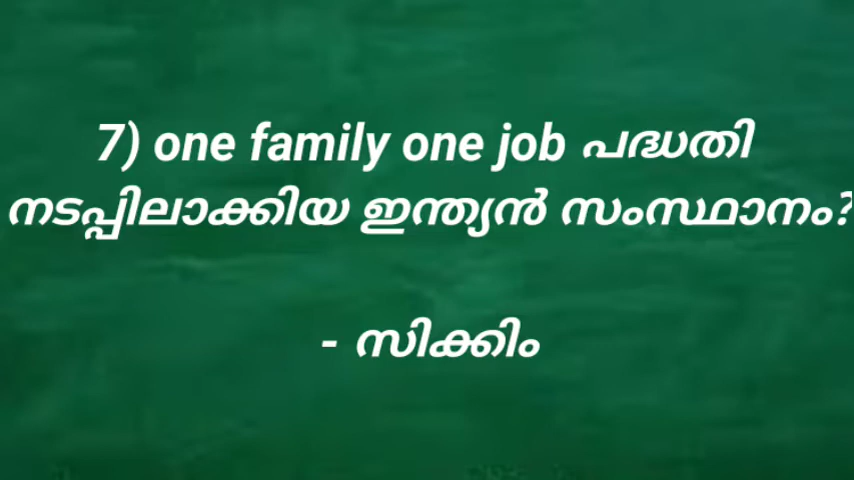 7) one family one job പദ്ധതി
നടപ്പിലാക്കിയ ഇന്ത്യൻ സംസ്ഥാനം?
- സിക്കിം